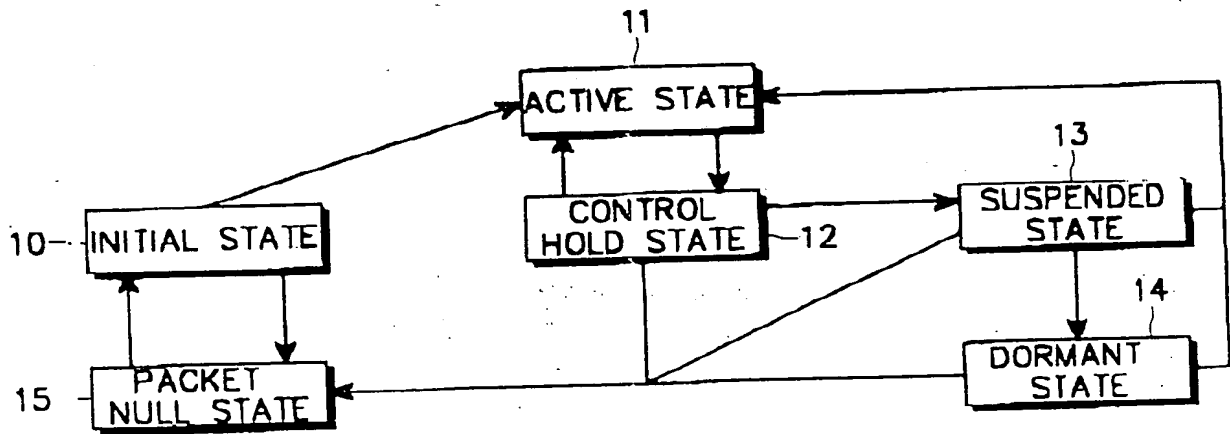 11
ACTIVE STATE
13
SUSPENDED
STATE
CONTROL
HOLD STATE
12
10
INITIAL STATE
14
DORMANT
STATE
15
PACKET
NULL STATE